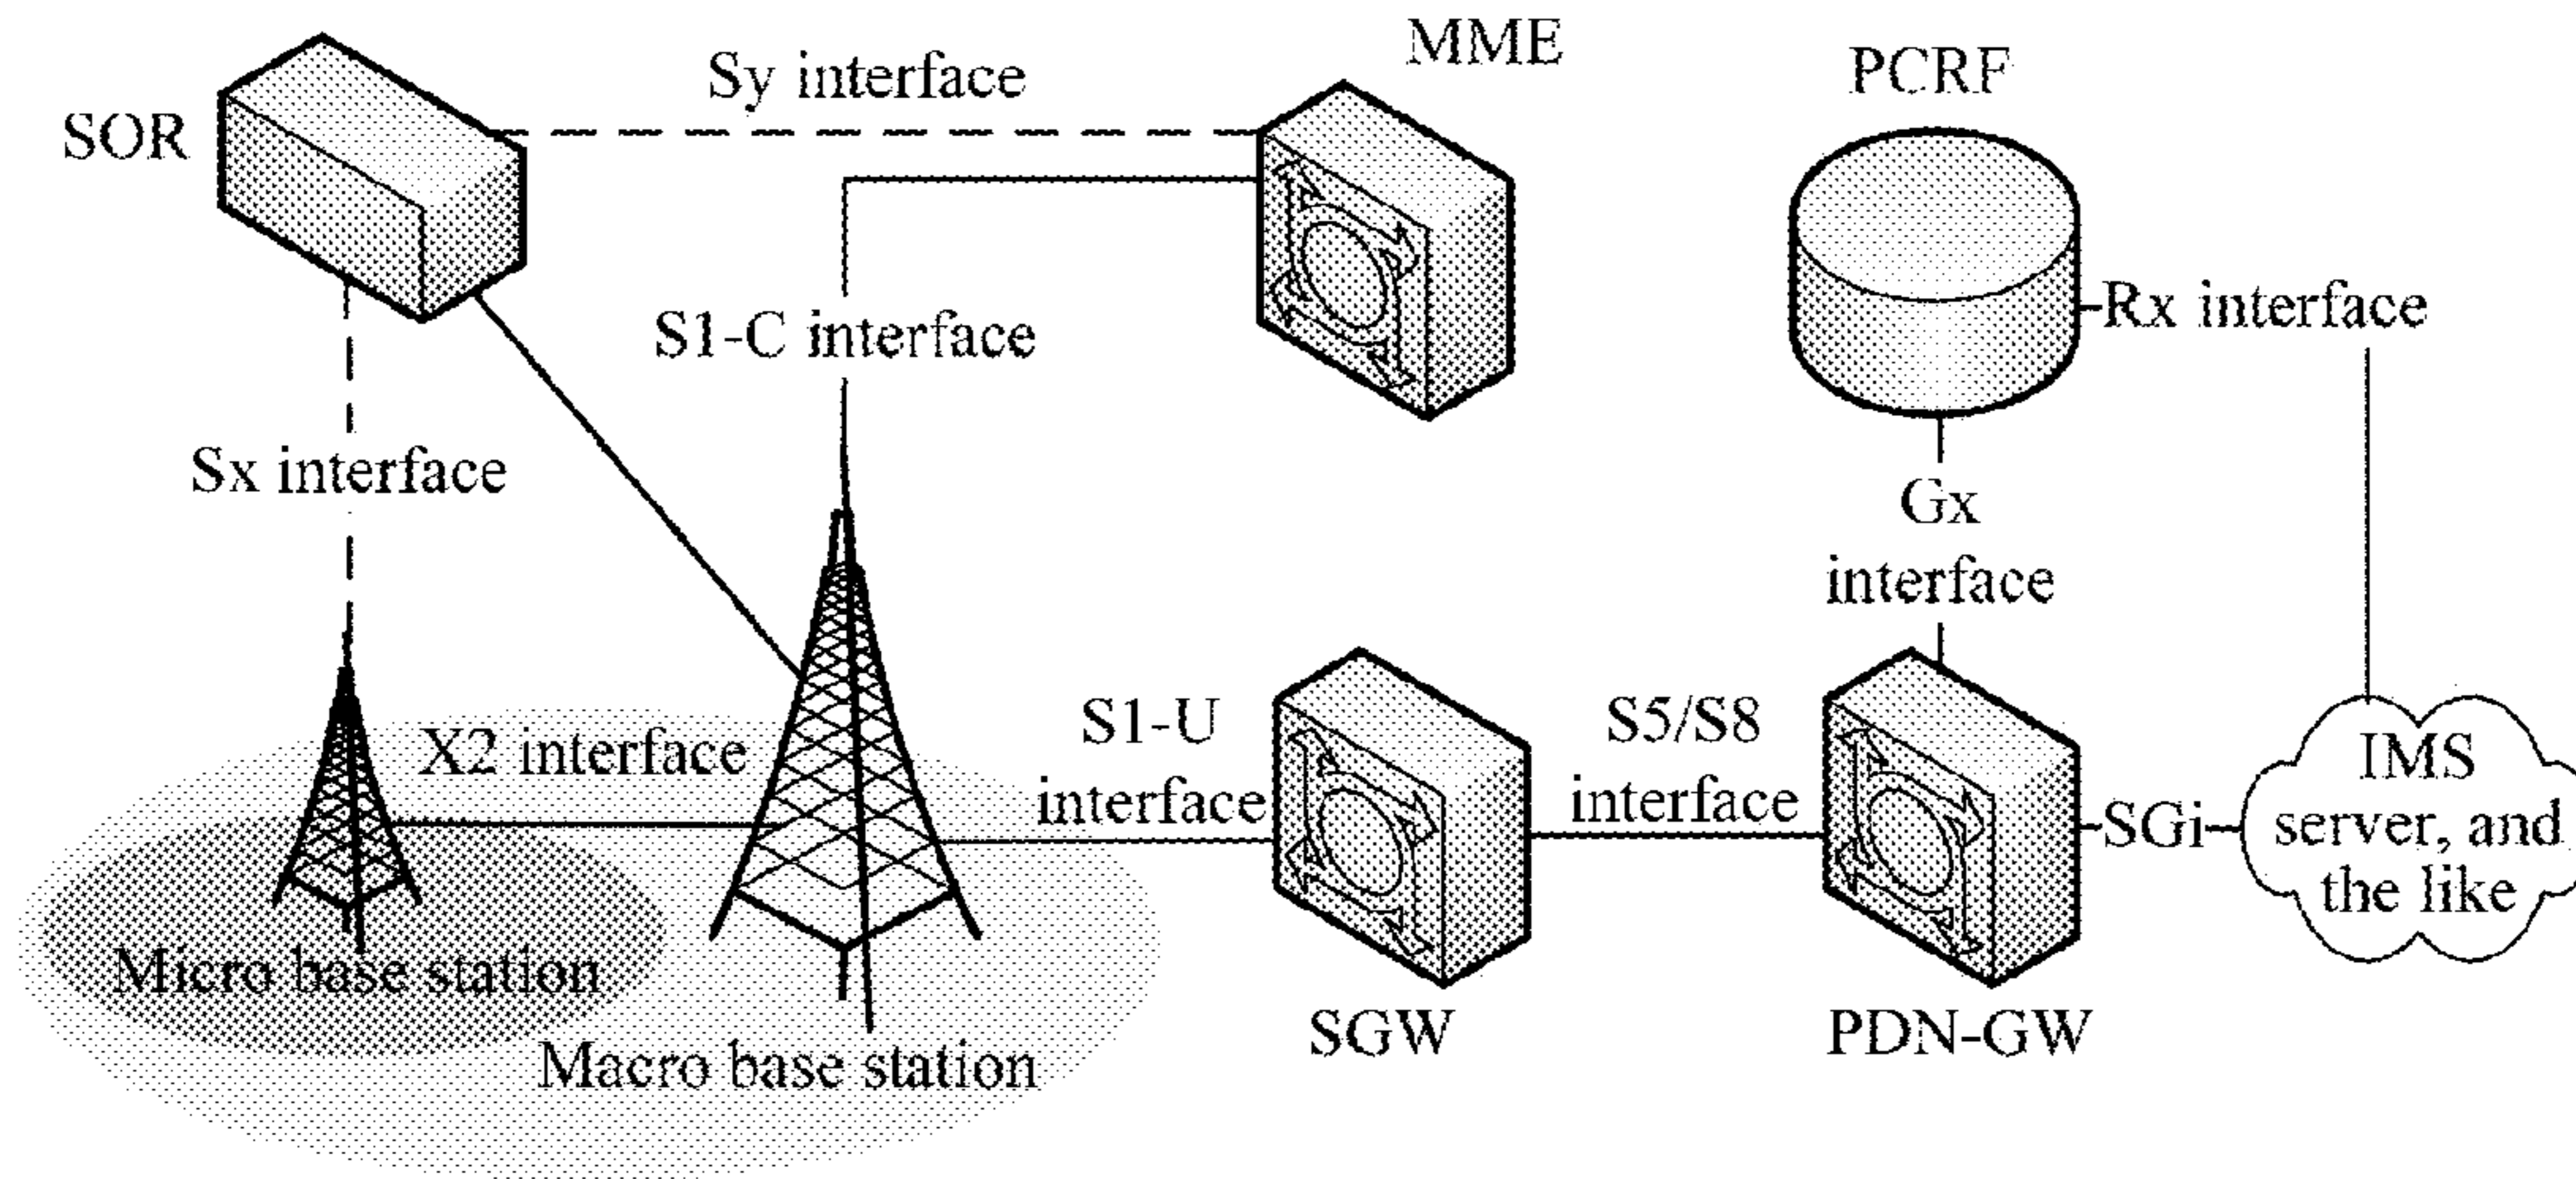 MME
PCRF
Sy interface
SOR
Rx interface
S1-C interface
Sx interface
Gx
interface
X2 interface
S1-U
interface
S5/S8
interface
SGi
IMS
server, and
the like
Micro base station
SGW
PDN-GW
Macro base station